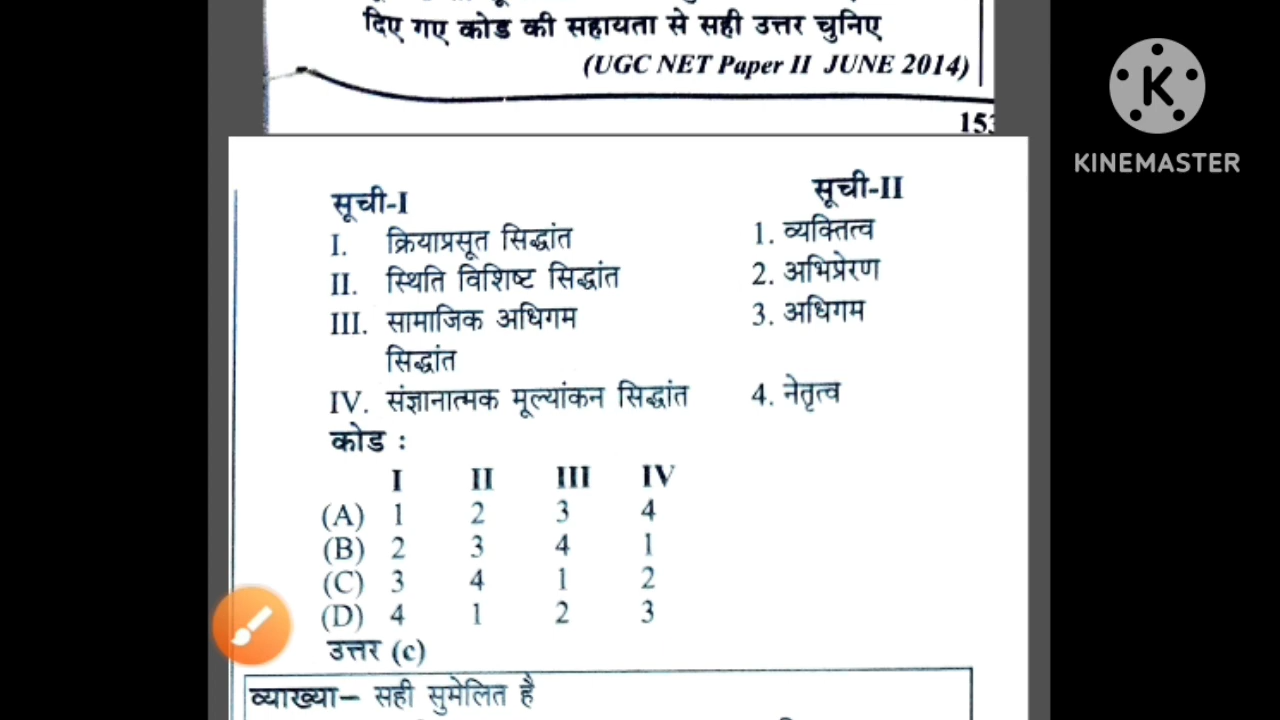 दिए गए कोड की सहायता से सही उत्तर चुनिए
(UGC NET Paper II JUNE 2014)
153
K
KINEMASTER
सूची-I सूची-II
I. क्रियाप्रसूत सिद्धांत 1. व्यक्तित्व
II. स्थिति विशिष्ट सिद्धांत 2. अभिप्रेरण
III. सामाजिक अधिगम 3. अधिगम
सिद्धांत
IV. संज्ञानात्मक मूल्यांकन सिद्धांत 4. नेतृत्व
कोड :
I II III IV
(A) 1 2 3 4
(B) 2 3 4 1
(C) 3 4 1 2
(D) 4 1 2 3
उत्तर (c)
व्याख्या– सही सुमेलित है